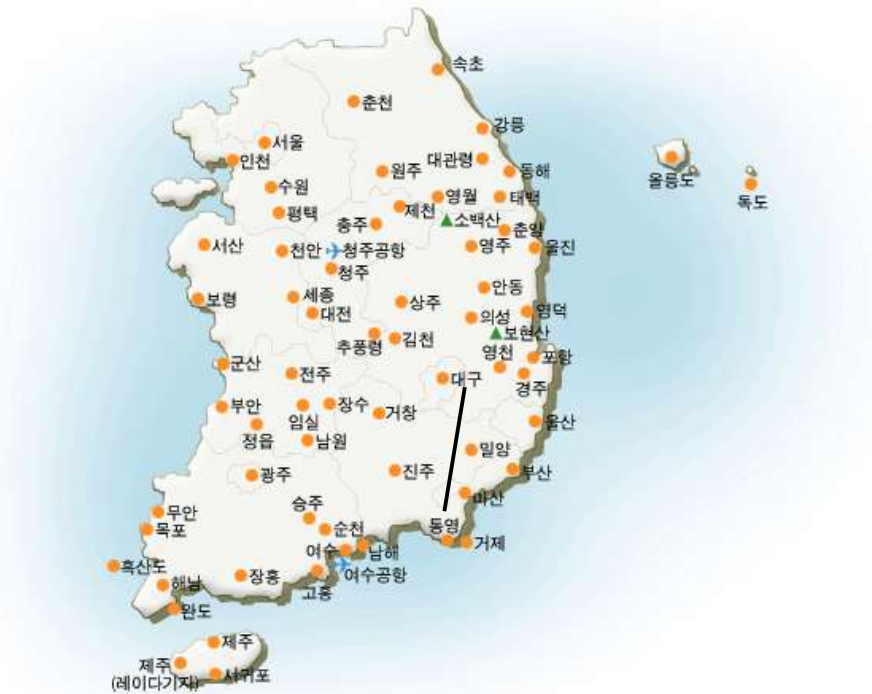 속초
춘천
강릉
서울
대관령
인천
원주
동해
올릉도
수원
영월
태백
독도
평택
제천
소백산
충주
춘양
서산
천안
청주공항
영주
울진
청주
안동
보령
세종
상주
영덕
대전
의성
보현산
추풍령
김천
영천
포항
군산
전주
대구
경주
부안
임실
장수
거창
울산
정읍
남원
밀양
광주
진주
부산
마산
승주
무안
통영
목포
순천
거제
여수
남해
흑산도
장흥
여수공항
해남
고흥
완도
제주
제주
(레이다기지)
서귀포